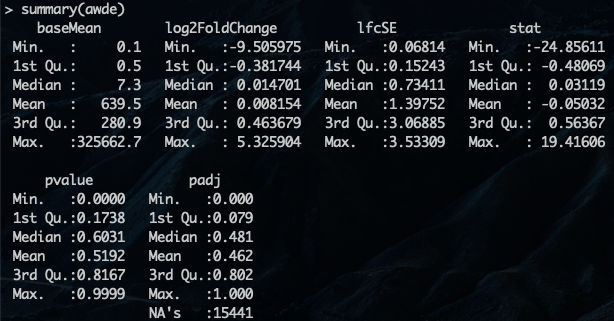 > summary(awde)
baseMean log2FoldChange lfcSE stat
Min. : 0.1 Min. :-9.505975 Min. :0.06814 Min. :-24.85611
1st Qu.: 0.5 1st Qu.:-0.381744 1st Qu.:0.15243 1st Qu.: -0.48069
Median : 7.3 Median : 0.014701 Median :0.73411 Median : 0.03119
Mean : 639.5 Mean : 0.008154 Mean :1.39752 Mean : -0.05032
3rd Qu.: 280.9 3rd Qu.: 0.463679 3rd Qu.:3.06885 3rd Qu.: 0.56367
Max. :325662.7 Max. : 5.325904 Max. :3.53309 Max. : 19.41606
pvalue padj
Min. :0.0000 Min. :0.000
1st Qu.:0.1738 1st Qu.:0.079
Median :0.6031 Median :0.481
Mean :0.5192 Mean :0.462
3rd Qu.:0.8167 3rd Qu.:0.802
Max. :0.9999 Max. :1.000
NA's :15441